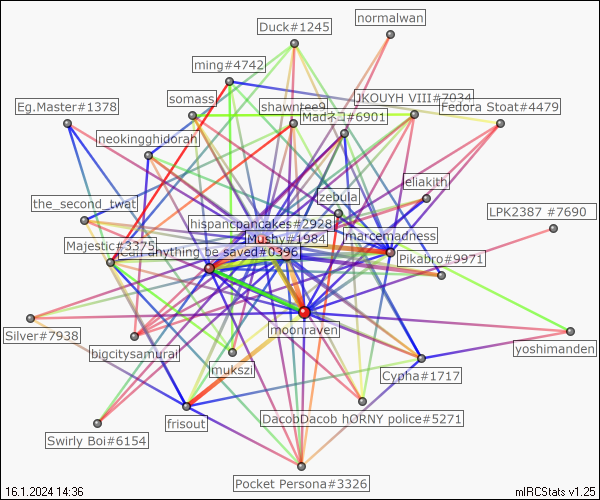 normalwan
Duck#1245
ming#4742
somass
shawntee9
JKOUYH VIII#7034
Eg.Master#1378
Madネコ#6901
Fedora Stoat#4479
neokingghidorah
eliakith
the_second_twat
zebula
LPK2387 #7690
hispanicpancakes#2928
Majestic#3375
Mushy#1984
marcemadness
Can anything be saved#0396
Pikabro#9971
moonraven
Silver#7938
bigcitysamurai
yoshimanden
mukszi
Cypha#1717
frisout
DacobDacob hORNY police#5271
Swirly Boi#6154
Pocket Persona#3326
16.1.2024 14:36
mIRCStats v1.25